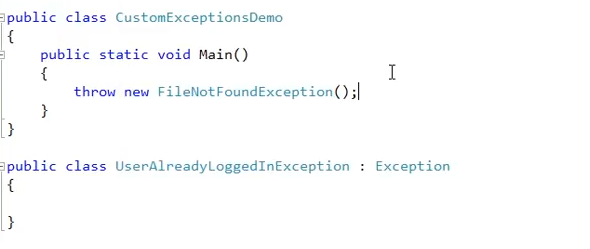 public class CustomExceptionsDemo
{
    public static void Main()
    {
        throw new FileNotFoundException();
    }
}
public class UserAlreadyLoggedInException : Exception
{
}